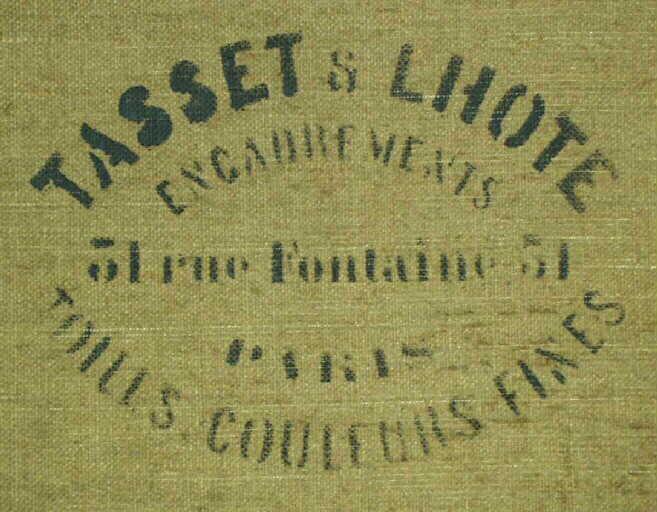 TASSET & LHOTE
ENCADREMENTS
51 rue Fontaine, 51
PARIS
TOILES. COULEURS FINES